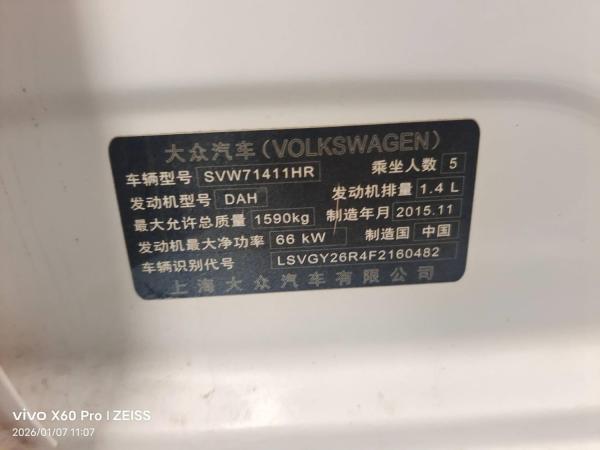 大众汽车(VOLKSWAGEN)
车辆型号 SVW71411HR 乘坐人数 5
发动机型号 DAH 发动机排量 1.4 L
最大允许总质量 1590kg 制造年月 2015.11
发动机最大净功率 66 kW 制造国 中国
车辆识别代号 LSVGY26R4F2160482
上海大众汽车有限公司
vivo X60 Pro | ZEISS
2026/01/07 11:07